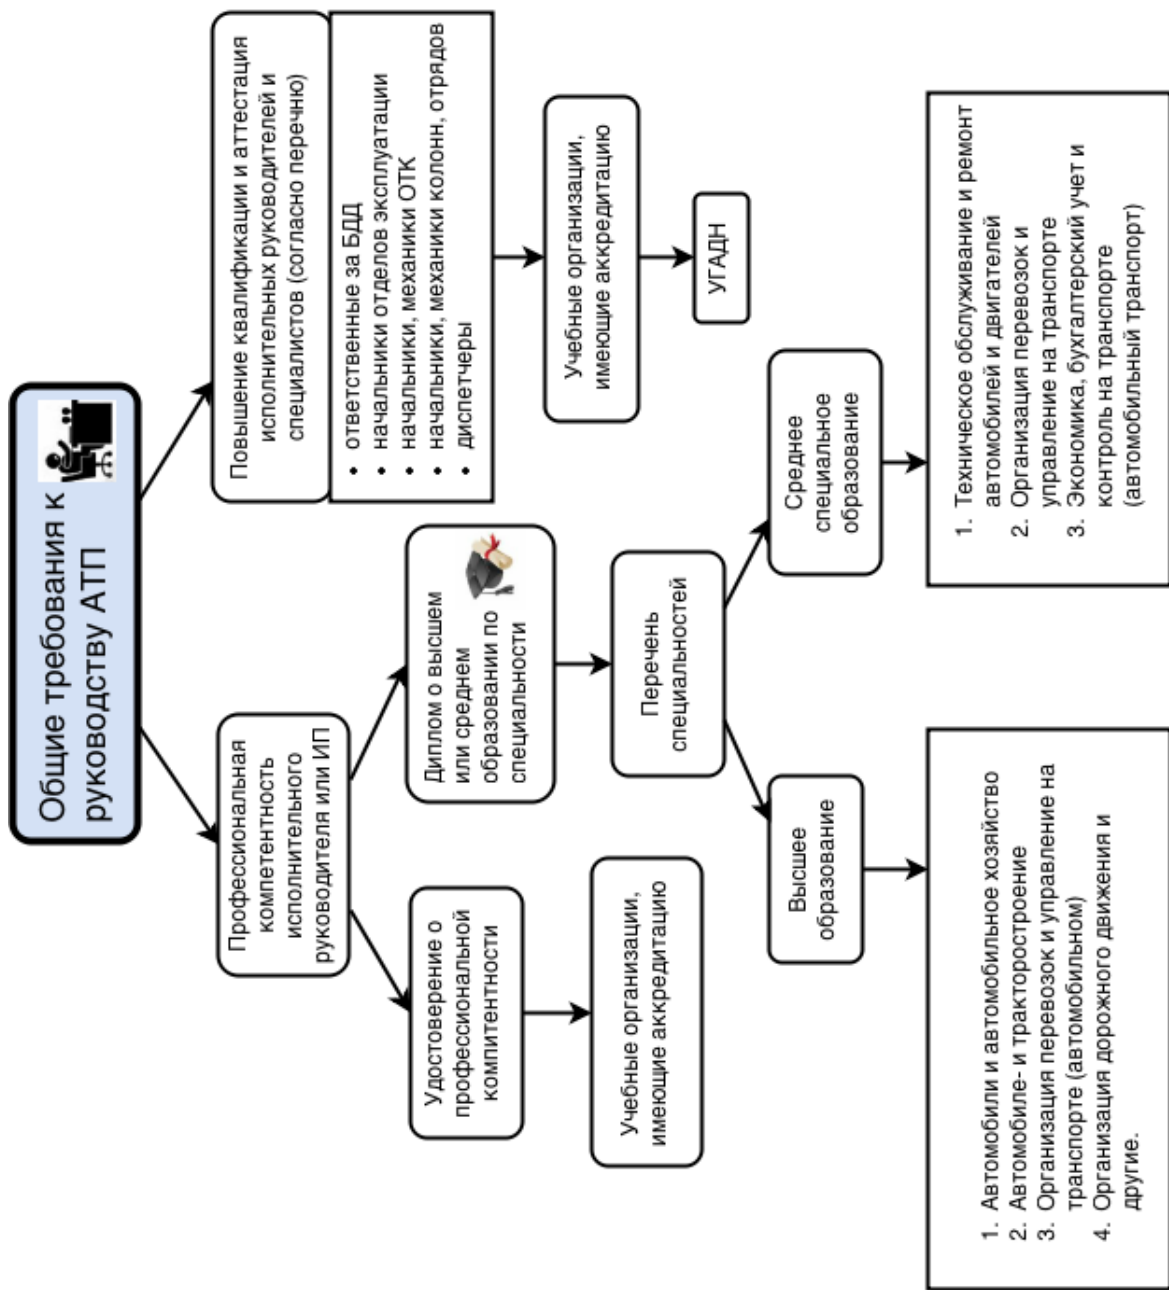 Общие требования к
руководству АТП
Профессиональная
компетентность
исполнительного
руководителя или ИП
Повышение квалификации и аттестация
исполнительных руководителей и
специалистов (согласно перечню)
• ответственные за БДД
• начальники отделов эксплуатации
• начальники, механики ОТК
• начальники, механики колонн, отрядов
• диспетчеры
Удостоверение о
профессиональной
компитентности
Диплом о высшем
или среднем
образовании по
специальности
Учебные организации,
имеющие аккредитацию
Учебные организации,
имеющие аккредитацию
Перечень
специальностей
УГАДН
Высшее
образование
Среднее
специальное
образование
1. Автомобили и автомобильное хозяйство
2. Автомобиле- и тракторостроение
3. Организация перевозок и управление на
транспорте (автомобильном)
4. Организация дорожного движения и
другие.
1. Техническое обслуживание и ремонт
автомобилей и двигателей
2. Организация перевозок и
управление на транспорте
3. Экономика, бухгалтерский учет и
контроль на транспорте
(автомобильный транспорт)